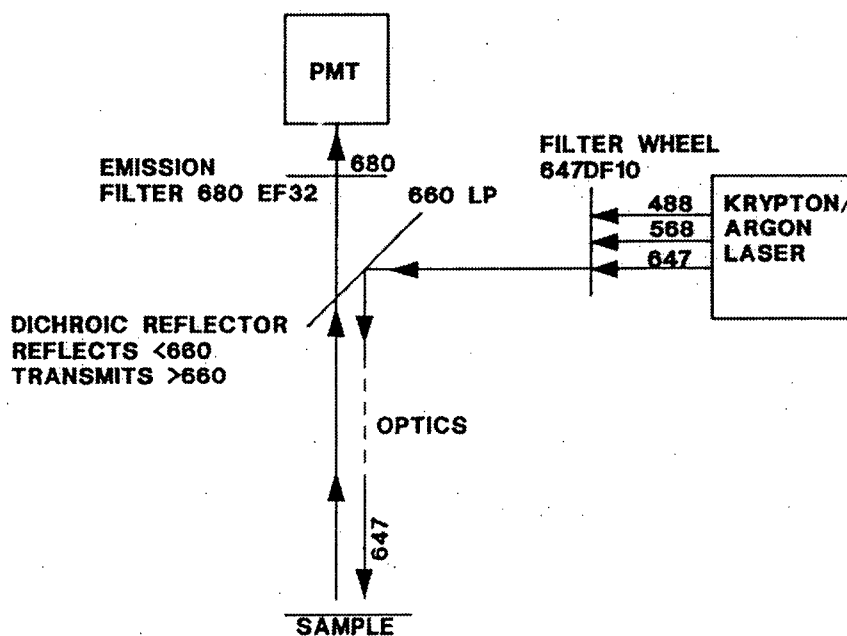 PMT
EMISSION
FILTER 680 EF32
680
660 LP
FILTER WHEEL
647DF10
488
568
647
KRYPTON/
ARGON
LASER
DICHROIC REFLECTOR
REFLECTS <660
TRANSMITS >660
OPTICS
647
SAMPLE